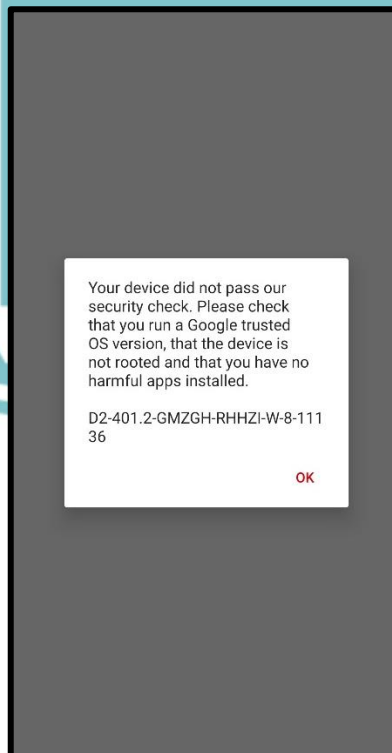 Your device did not pass our
security check. Please check
that you run a Google trusted
OS version, that the device is
not rooted and that you have no
harmful apps installed.
D2-401.2-GMZGH-RHHZI-W-8-111
36
OK